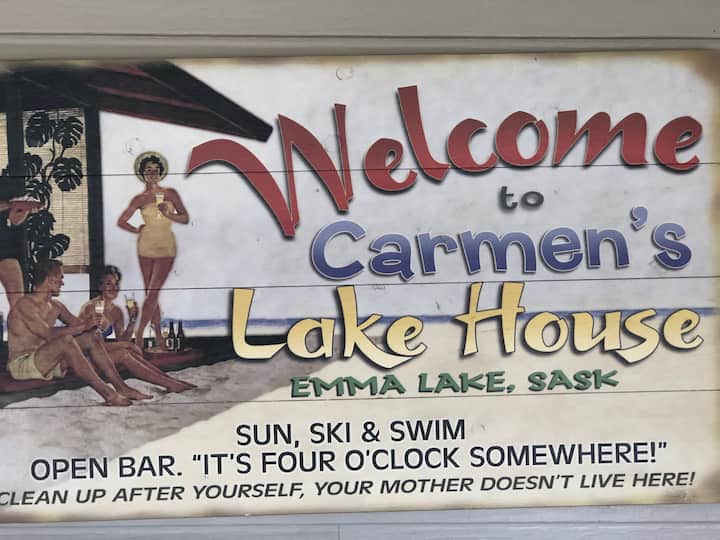 Welcome
to
Carmen's
Lake House
EMMA LAKE, SASK
SUN, SKI & SWIM
OPEN BAR. "IT'S FOUR O'CLOCK SOMEWHERE!"
CLEAN UP AFTER YOURSELF, YOUR MOTHER DOESN'T LIVE HERE!